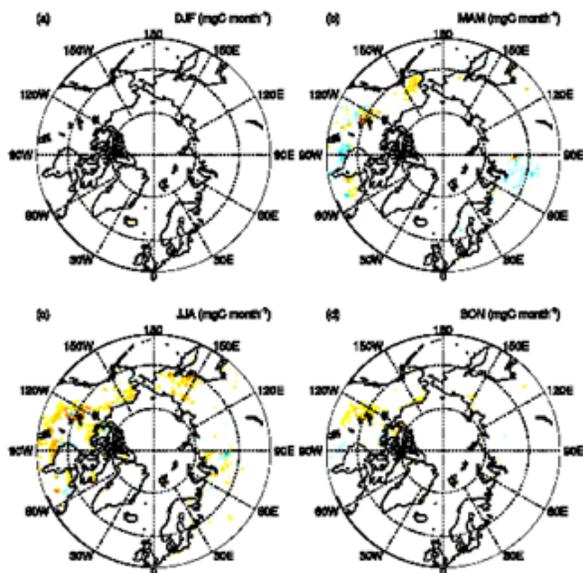 (a) DJF (mgC month⁻¹)
180
150W 150E
120W 120E
90W 90E
60W 60E
30W 30E
0
(b) MAM (mgC month⁻¹)
180
150W 150E
120W 120E
90W 90E
60W 60E
30W 30E
0
(c) JJA (mgC month⁻¹)
180
150W 150E
120W 120E
90W 90E
60W 60E
30W 30E
0
(d) SON (mgC month⁻¹)
180
150W 150E
120W 120E
90W 90E
60W 60E
30W 30E
0